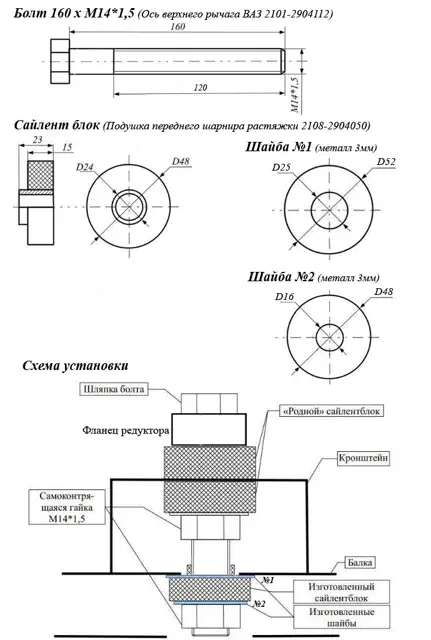 Болт 160 х М14*1,5 (Ось верхнего рычага ВАЗ 2101-2904112)
160
120
М14*1,5
Сайлент блок (Подушка переднего шарнира растяжки 2108-2904050)
23
15
D24
D48
Шайба №1 (металл 3мм)
D25
D52
Шайба №2 (металл 3мм)
D16
D48
Схема установки
Шляпка болта
Фланец редуктора
«Родной» сайлентблок
Кронштейн
Самоконтря-
щаяся гайка
М14*1,5
Балка
№1
Изготовленный
сайлентблок
№2
Изготовленные
шайбы